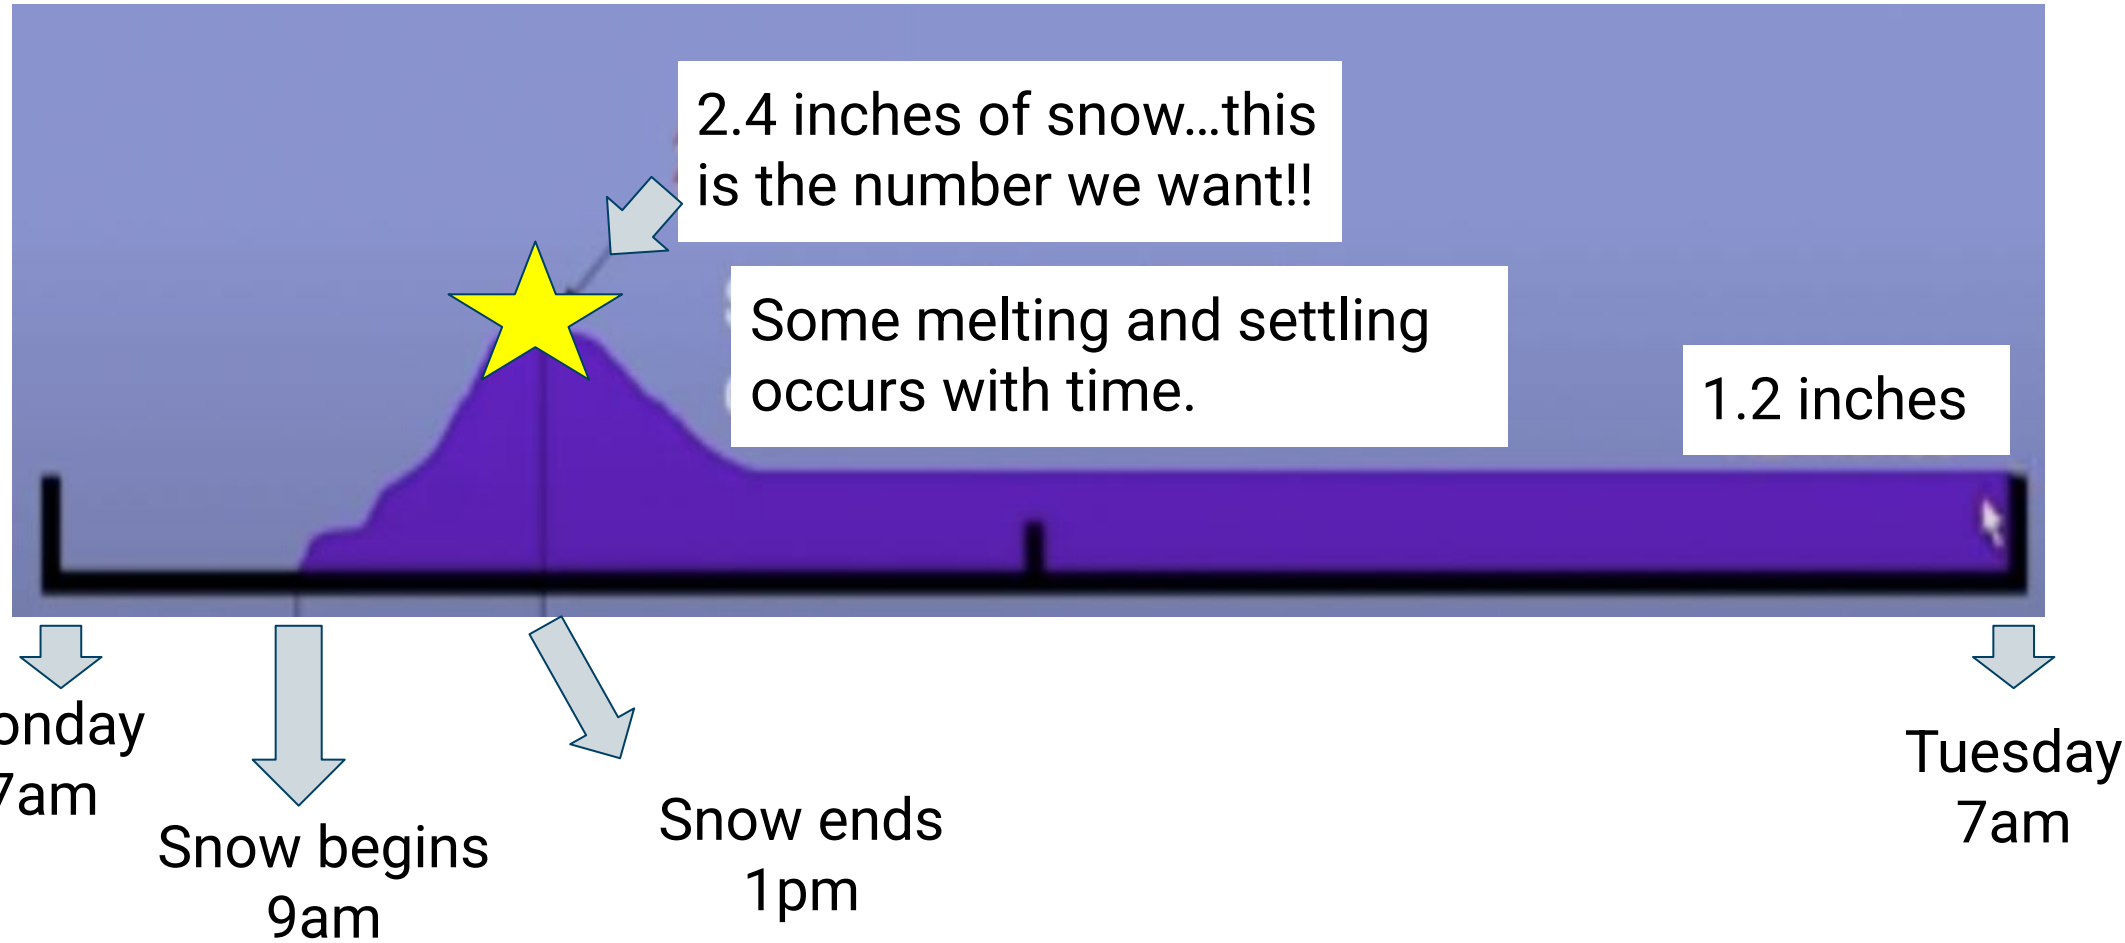 2.4 inches of snow...this
is the number we want!!
Some melting and settling
occurs with time.
1.2 inches
onday
7am
Snow begins
9am
Snow ends
1pm
Tuesday
7am